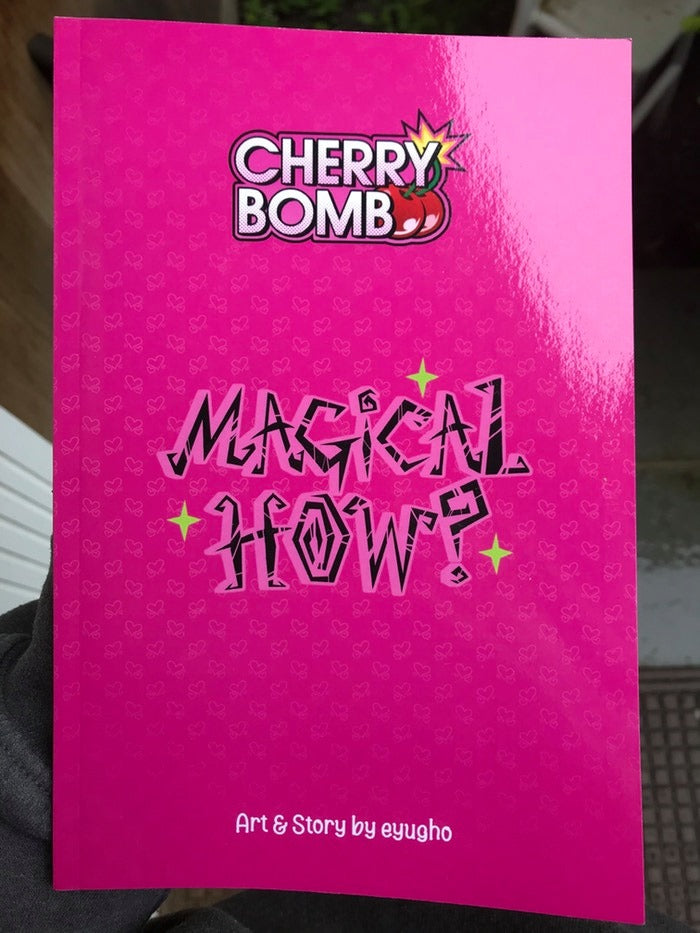 CHERRY
BOMB
MAGiCAL
HOW?
Art & Story by eyugho